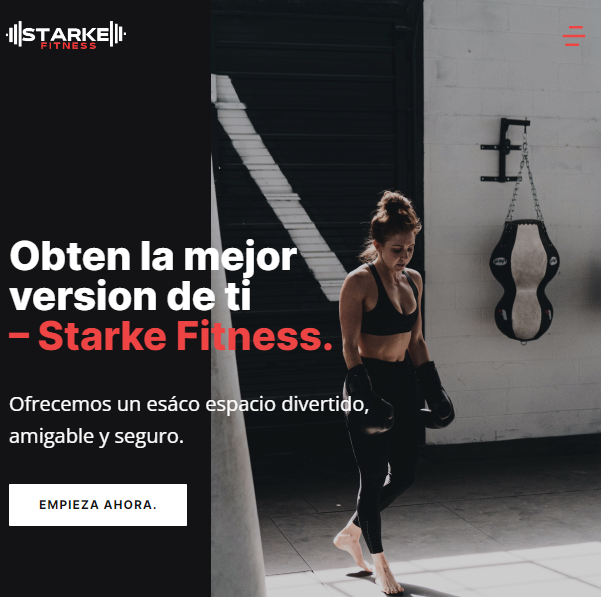 STARKE
FITNESS
Obten la mejor
version de ti
– Starke Fitness.
Ofrecemos un esáco espacio divertido,
amigable y seguro.
EMPIEZA AHORA.